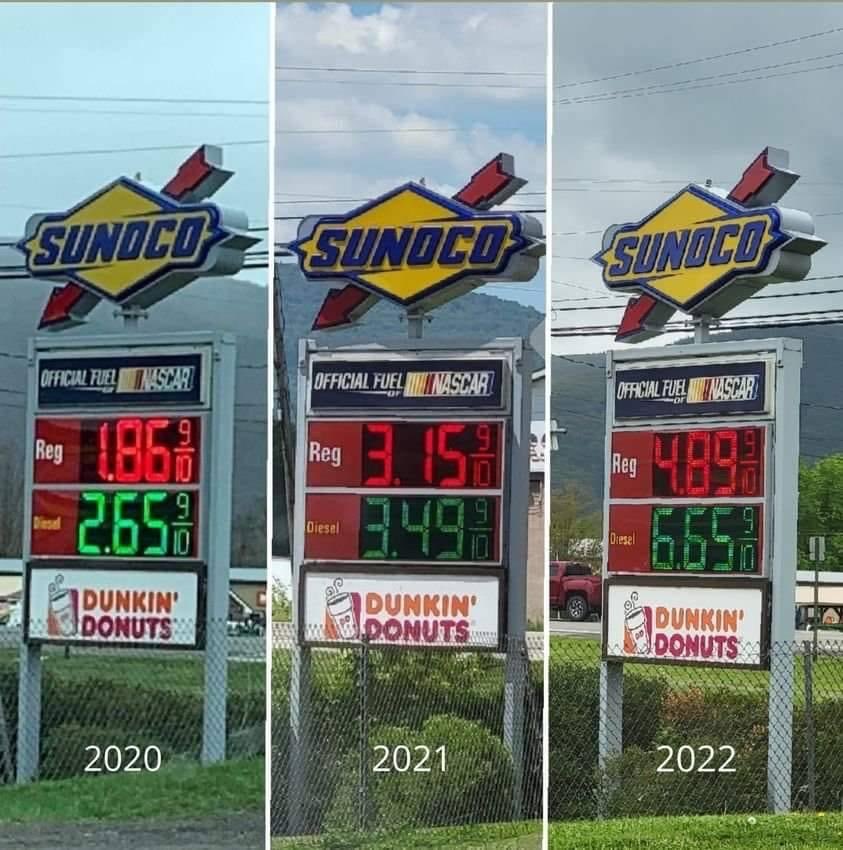 SUNOCO
OFFICIAL FUEL
OF
NASCAR
Reg 1.86 9/10
Diesel 2.65 9/10
DUNKIN'
DONUTS
2020
SUNOCO
OFFICIAL FUEL
OF
NASCAR
Reg 3.15 9/10
Diesel 3.49 9/10
DUNKIN'
DONUTS
2021
SUNOCO
OFFICIAL FUEL
OF
NASCAR
Reg 4.89 9/10
Diesel 6.65 9/10
DUNKIN'
DONUTS
2022